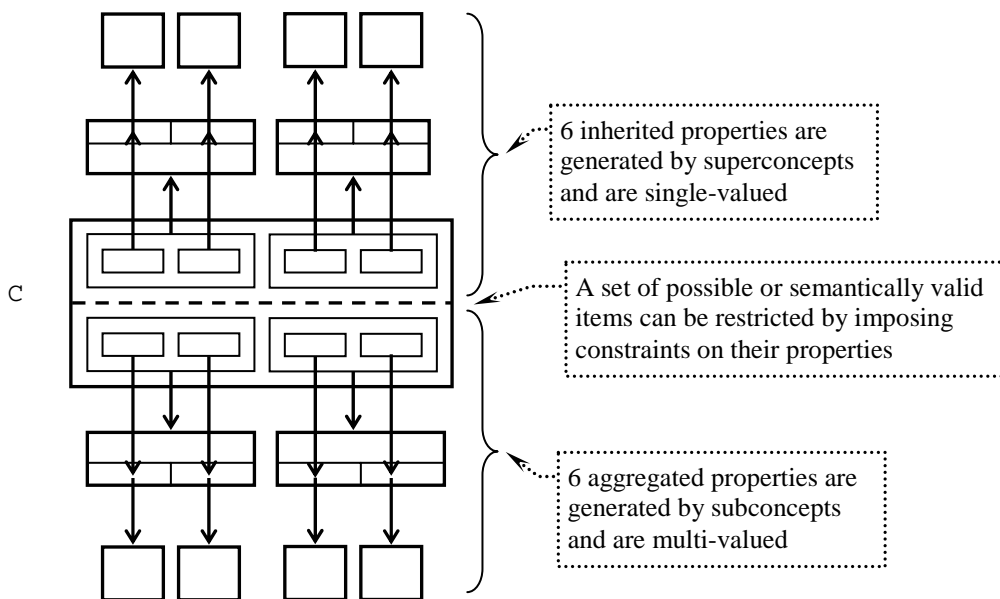 6 inherited properties are
generated by superconcepts
and are single-valued
C
A set of possible or semantically valid
items can be restricted by imposing
constraints on their properties
6 aggregated properties are
generated by subconcepts
and are multi-valued